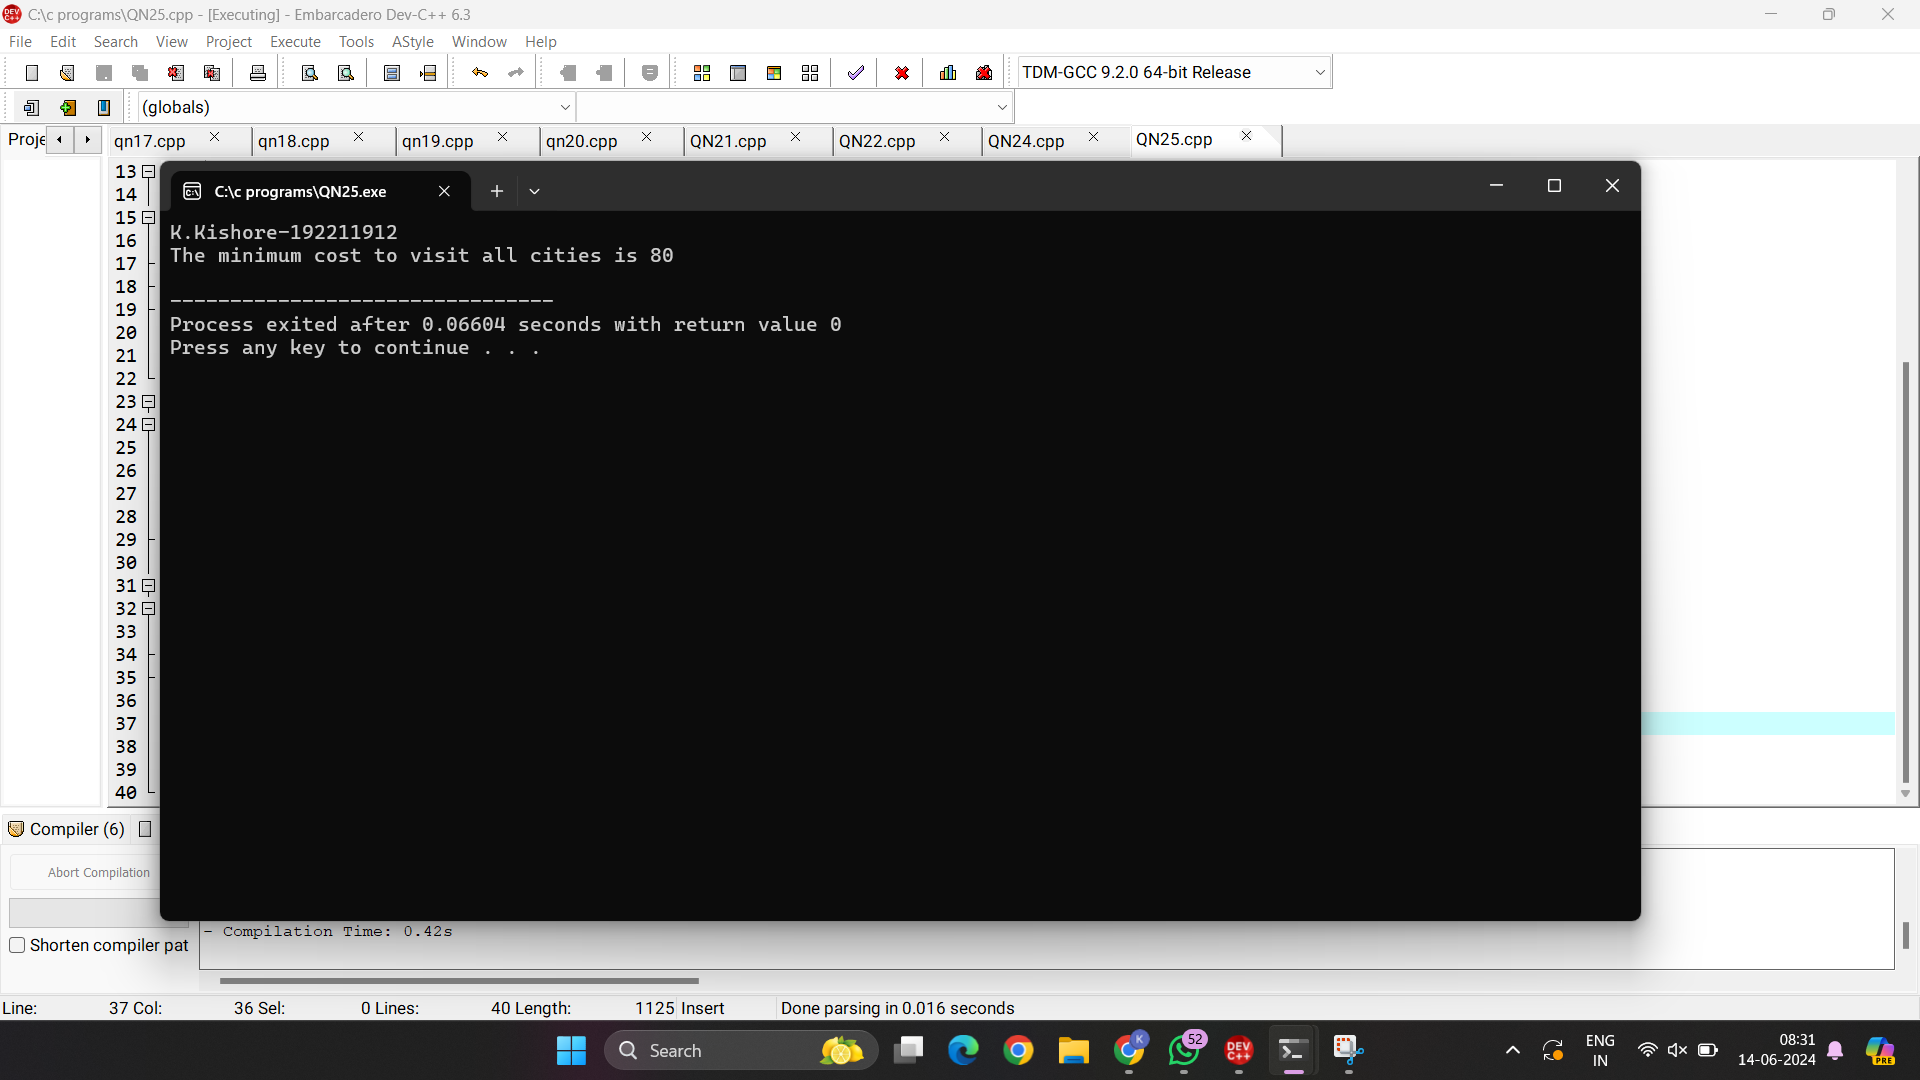 C:\c programs\QN25.cpp - [Executing] - Embarcadero Dev-C++ 6.3
File Edit Search View Project Execute Tools AStyle Window Help
TDM-GCC 9.2.0 64-bit Release
(globals)
Proje qn17.cpp qn18.cpp qn19.cpp qn20.cpp QN21.cpp QN22.cpp QN24.cpp QN25.cpp
C:\c programs\QN25.exe
K.Kishore-192211912
The minimum cost to visit all cities is 80
--------------------------------
Process exited after 0.06604 seconds with return value 0
Press any key to continue . . .
13
14
15
16
17
18
19
20
21
22
23
24
25
26
27
28
29
30
31
32
33
34
35
36
37
38
39
40
Compiler (6)
Abort Compilation
Shorten compiler pat
- Compilation Time: 0.42s
Line: 37 Col: 36 Sel: 0 Lines: 40 Length: 1125 Insert Done parsing in 0.016 seconds
Search
K
52
DEV C++
ENG
IN
08:31
14-06-2024
PRE